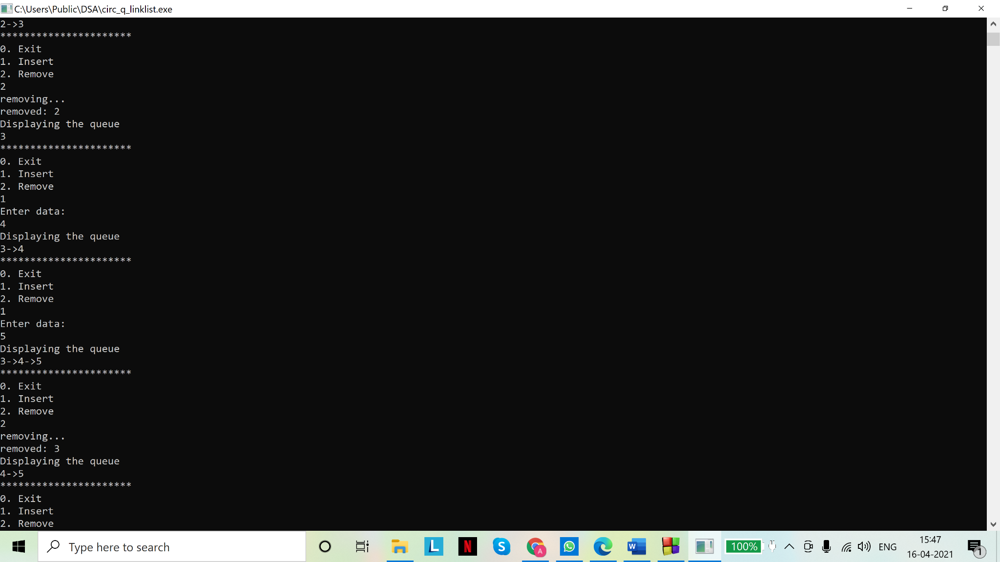 C:\Users\Public\DSA\circ_q_linklist.exe
2->3
**********************
0. Exit
1. Insert
2. Remove
2
removing...
removed: 2
Displaying the queue
3
**********************
0. Exit
1. Insert
2. Remove
1
Enter data:
4
Displaying the queue
3->4
**********************
0. Exit
1. Insert
2. Remove
1
Enter data:
5
Displaying the queue
3->4->5
**********************
0. Exit
1. Insert
2. Remove
2
removing...
removed: 3
Displaying the queue
4->5
**********************
0. Exit
1. Insert
2. Remove
Type here to search
L
N
S
A
W
100%
ENG
15:47
16-04-2021
1